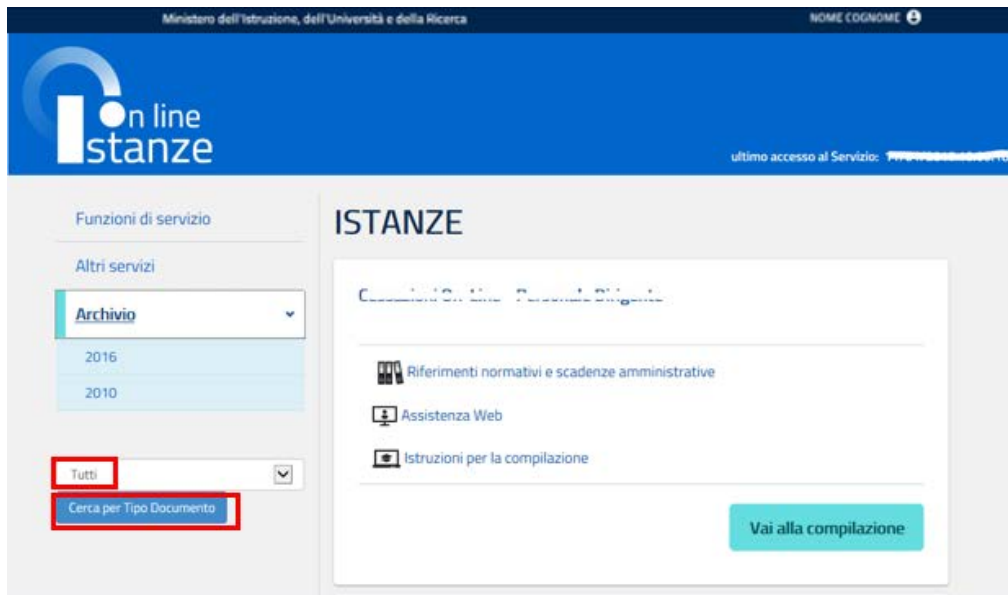 Ministero dell'Istruzione, dell'Università e della Ricerca
NOME COGNOME
On line
Istanze
ultimo accesso al Servizio:
Funzioni di servizio
Altri servizi
Archivio
2016
2010
Tutti
Cerca per Tipo Documento
ISTANZE
Personale Dirigente
Riferimenti normativi e scadenze amministrative
Assistenza Web
Istruzioni per la compilazione
Vai alla compilazione